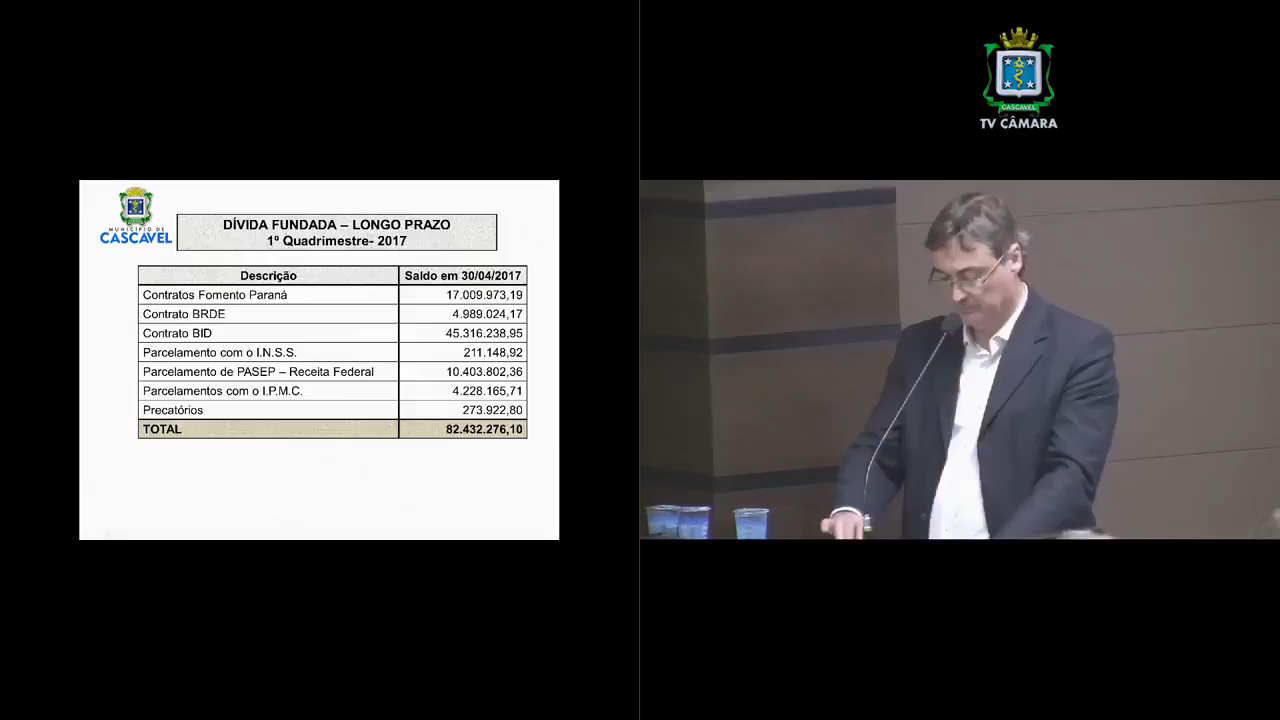 MUNICÍPIO DE
CASCAVEL
DÍVIDA FUNDADA – LONGO PRAZO
1º Quadrimestre- 2017
Descrição Saldo em 30/04/2017
Contratos Fomento Paraná 17.009.973,19
Contrato BRDE 4.989.024,17
Contrato BID 45.316.238,95
Parcelamento com o I.N.S.S. 211.148,92
Parcelamento de PASEP – Receita Federal 10.403.802,36
Parcelamentos com o I.P.M.C. 4.228.165,71
Precatórios 273.922,80
TOTAL 82.432.276,10
CASCAVEL
TV CÂMARA